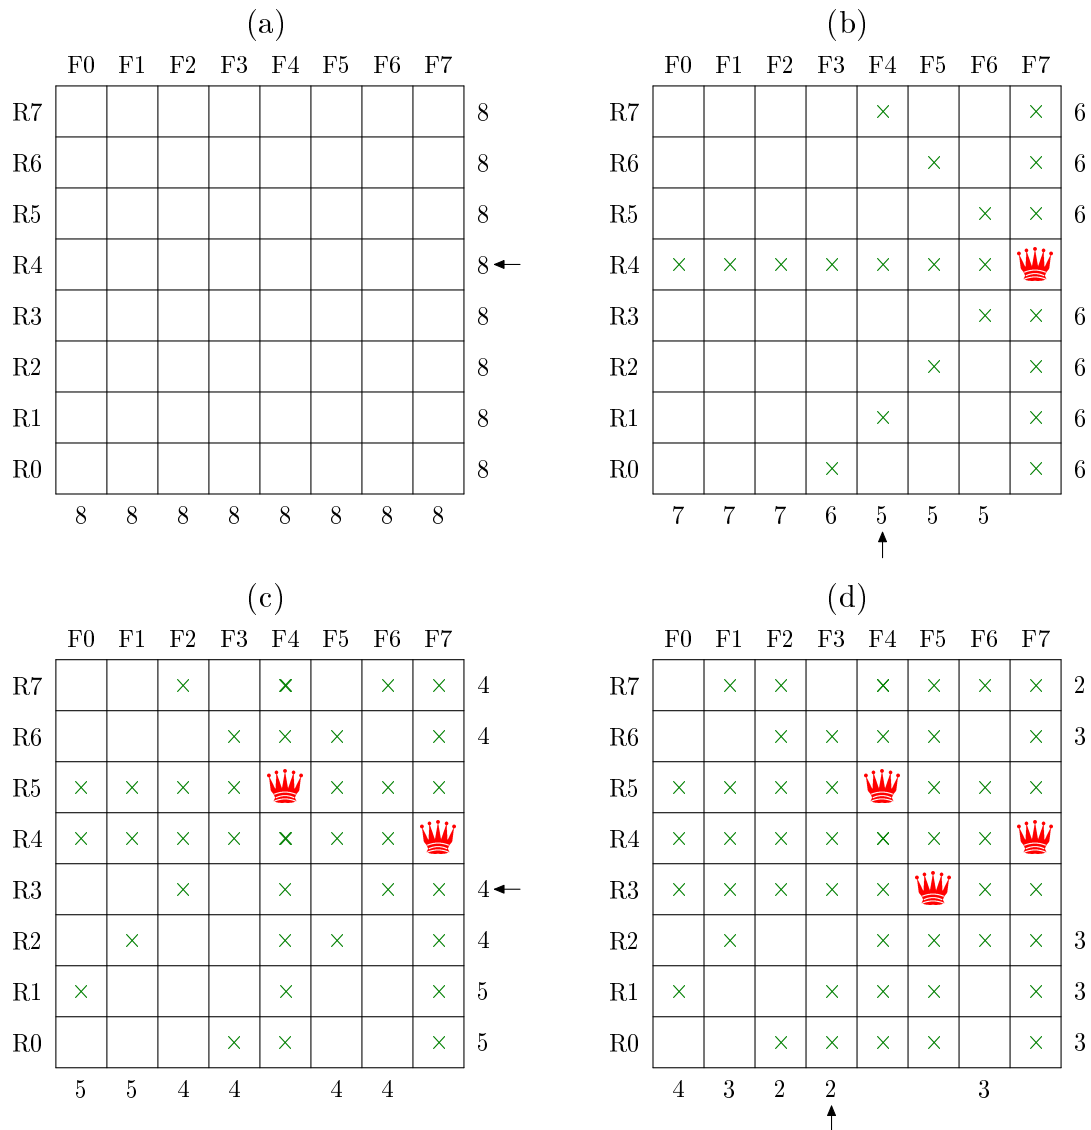 (a)
F0 F1 F2 F3 F4 F5 F6 F7
R7 8
R6 8
R5 8
R4 8
R3 8
R2 8
R1 8
R0 8
8 8 8 8 8 8 8 8
(b)
F0 F1 F2 F3 F4 F5 F6 F7
R7 6
R6 6
R5 6
R4
R3 6
R2 6
R1 6
R0 6
7 7 7 6 5 5 5
(c)
F0 F1 F2 F3 F4 F5 F6 F7
R7 4
R6 4
R5
R4
R3 4
R2 4
R1 5
R0 5
5 5 4 4 4 4
(d)
F0 F1 F2 F3 F4 F5 F6 F7
R7 2
R6 3
R5
R4
R3
R2 3
R1 3
R0 3
4 3 2 2 3